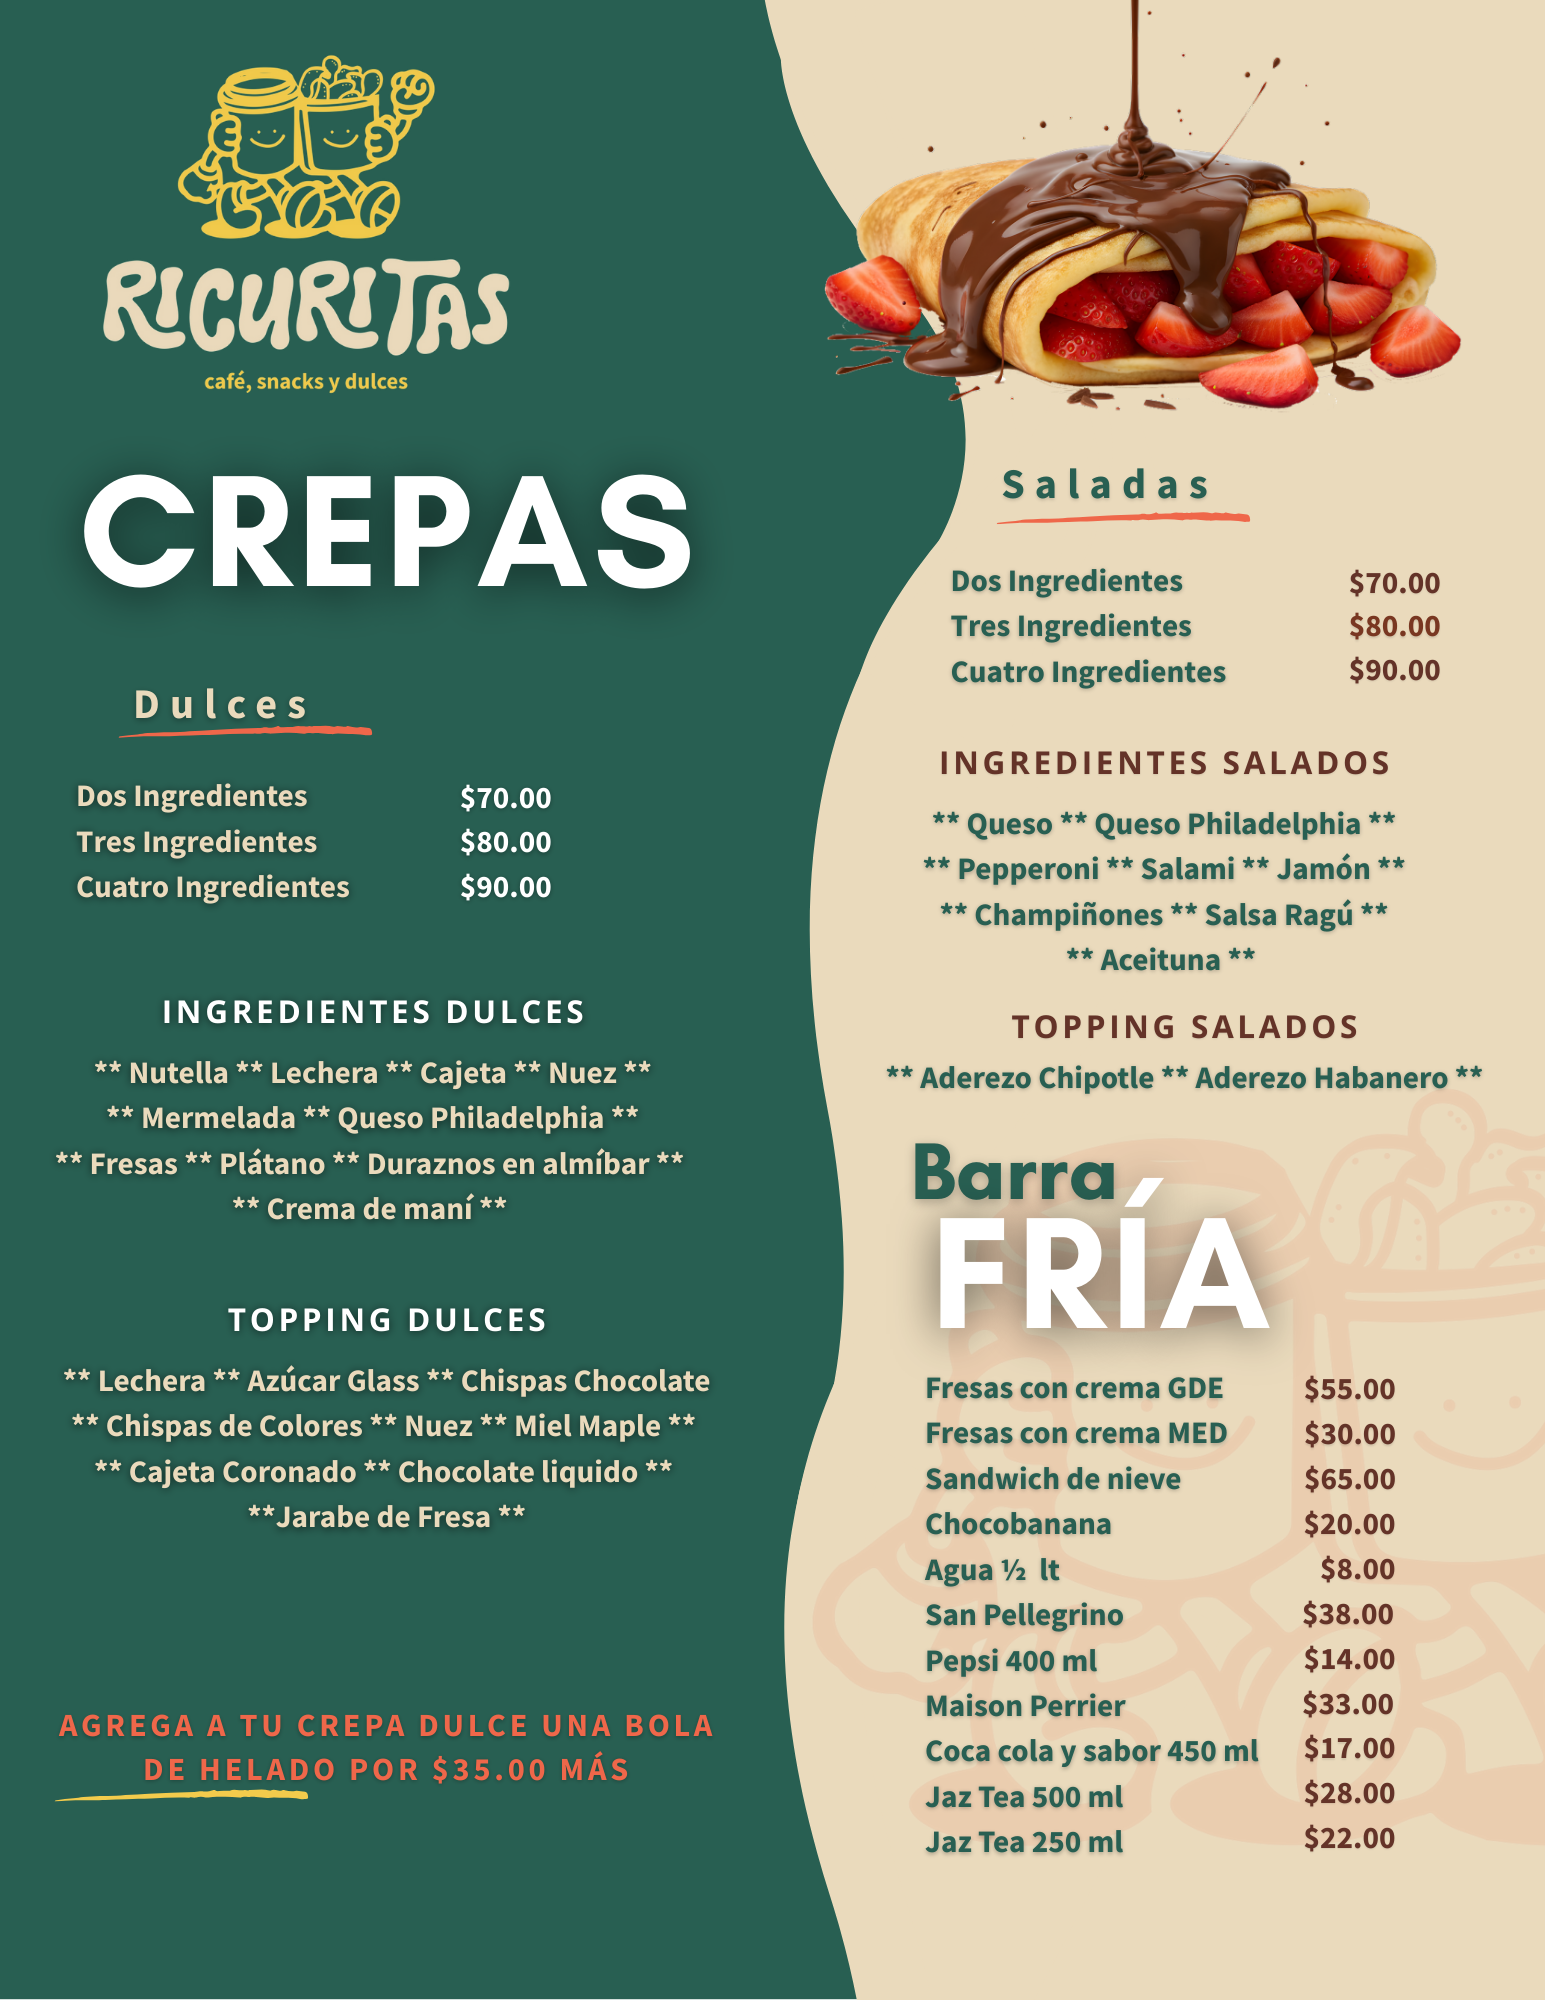 RICURITAS
café, snacks y dulces
CREPAS
Dulces
Dos Ingredientes $70.00
Tres Ingredientes $80.00
Cuatro Ingredientes $90.00
INGREDIENTES DULCES
** Nutella ** Lechera ** Cajeta ** Nuez **
** Mermelada ** Queso Philadelphia **
** Fresas ** Plátano ** Duraznos en almíbar **
** Crema de maní **
TOPPING DULCES
** Lechera ** Azúcar Glass ** Chispas Chocolate
** Chispas de Colores ** Nuez ** Miel Maple **
** Cajeta Coronado ** Chocolate liquido **
**Jarabe de Fresa **
AGREGA A TU CREPA DULCE UNA BOLA
DE HELADO POR $35.00 MÁS
Saladas
Dos Ingredientes $70.00
Tres Ingredientes $80.00
Cuatro Ingredientes $90.00
INGREDIENTES SALADOS
** Queso ** Queso Philadelphia **
** Pepperoni ** Salami ** Jamón **
** Champiñones ** Salsa Ragú **
** Aceituna **
TOPPING SALADOS
** Aderezo Chipotle ** Aderezo Habanero **
Barra
FRÍA
Fresas con crema GDE $55.00
Fresas con crema MED $30.00
Sandwich de nieve $65.00
Chocobanana $20.00
Agua ½ lt $8.00
San Pellegrino $38.00
Pepsi 400 ml $14.00
Maison Perrier $33.00
Coca cola y sabor 450 ml $17.00
Jaz Tea 500 ml $28.00
Jaz Tea 250 ml $22.00